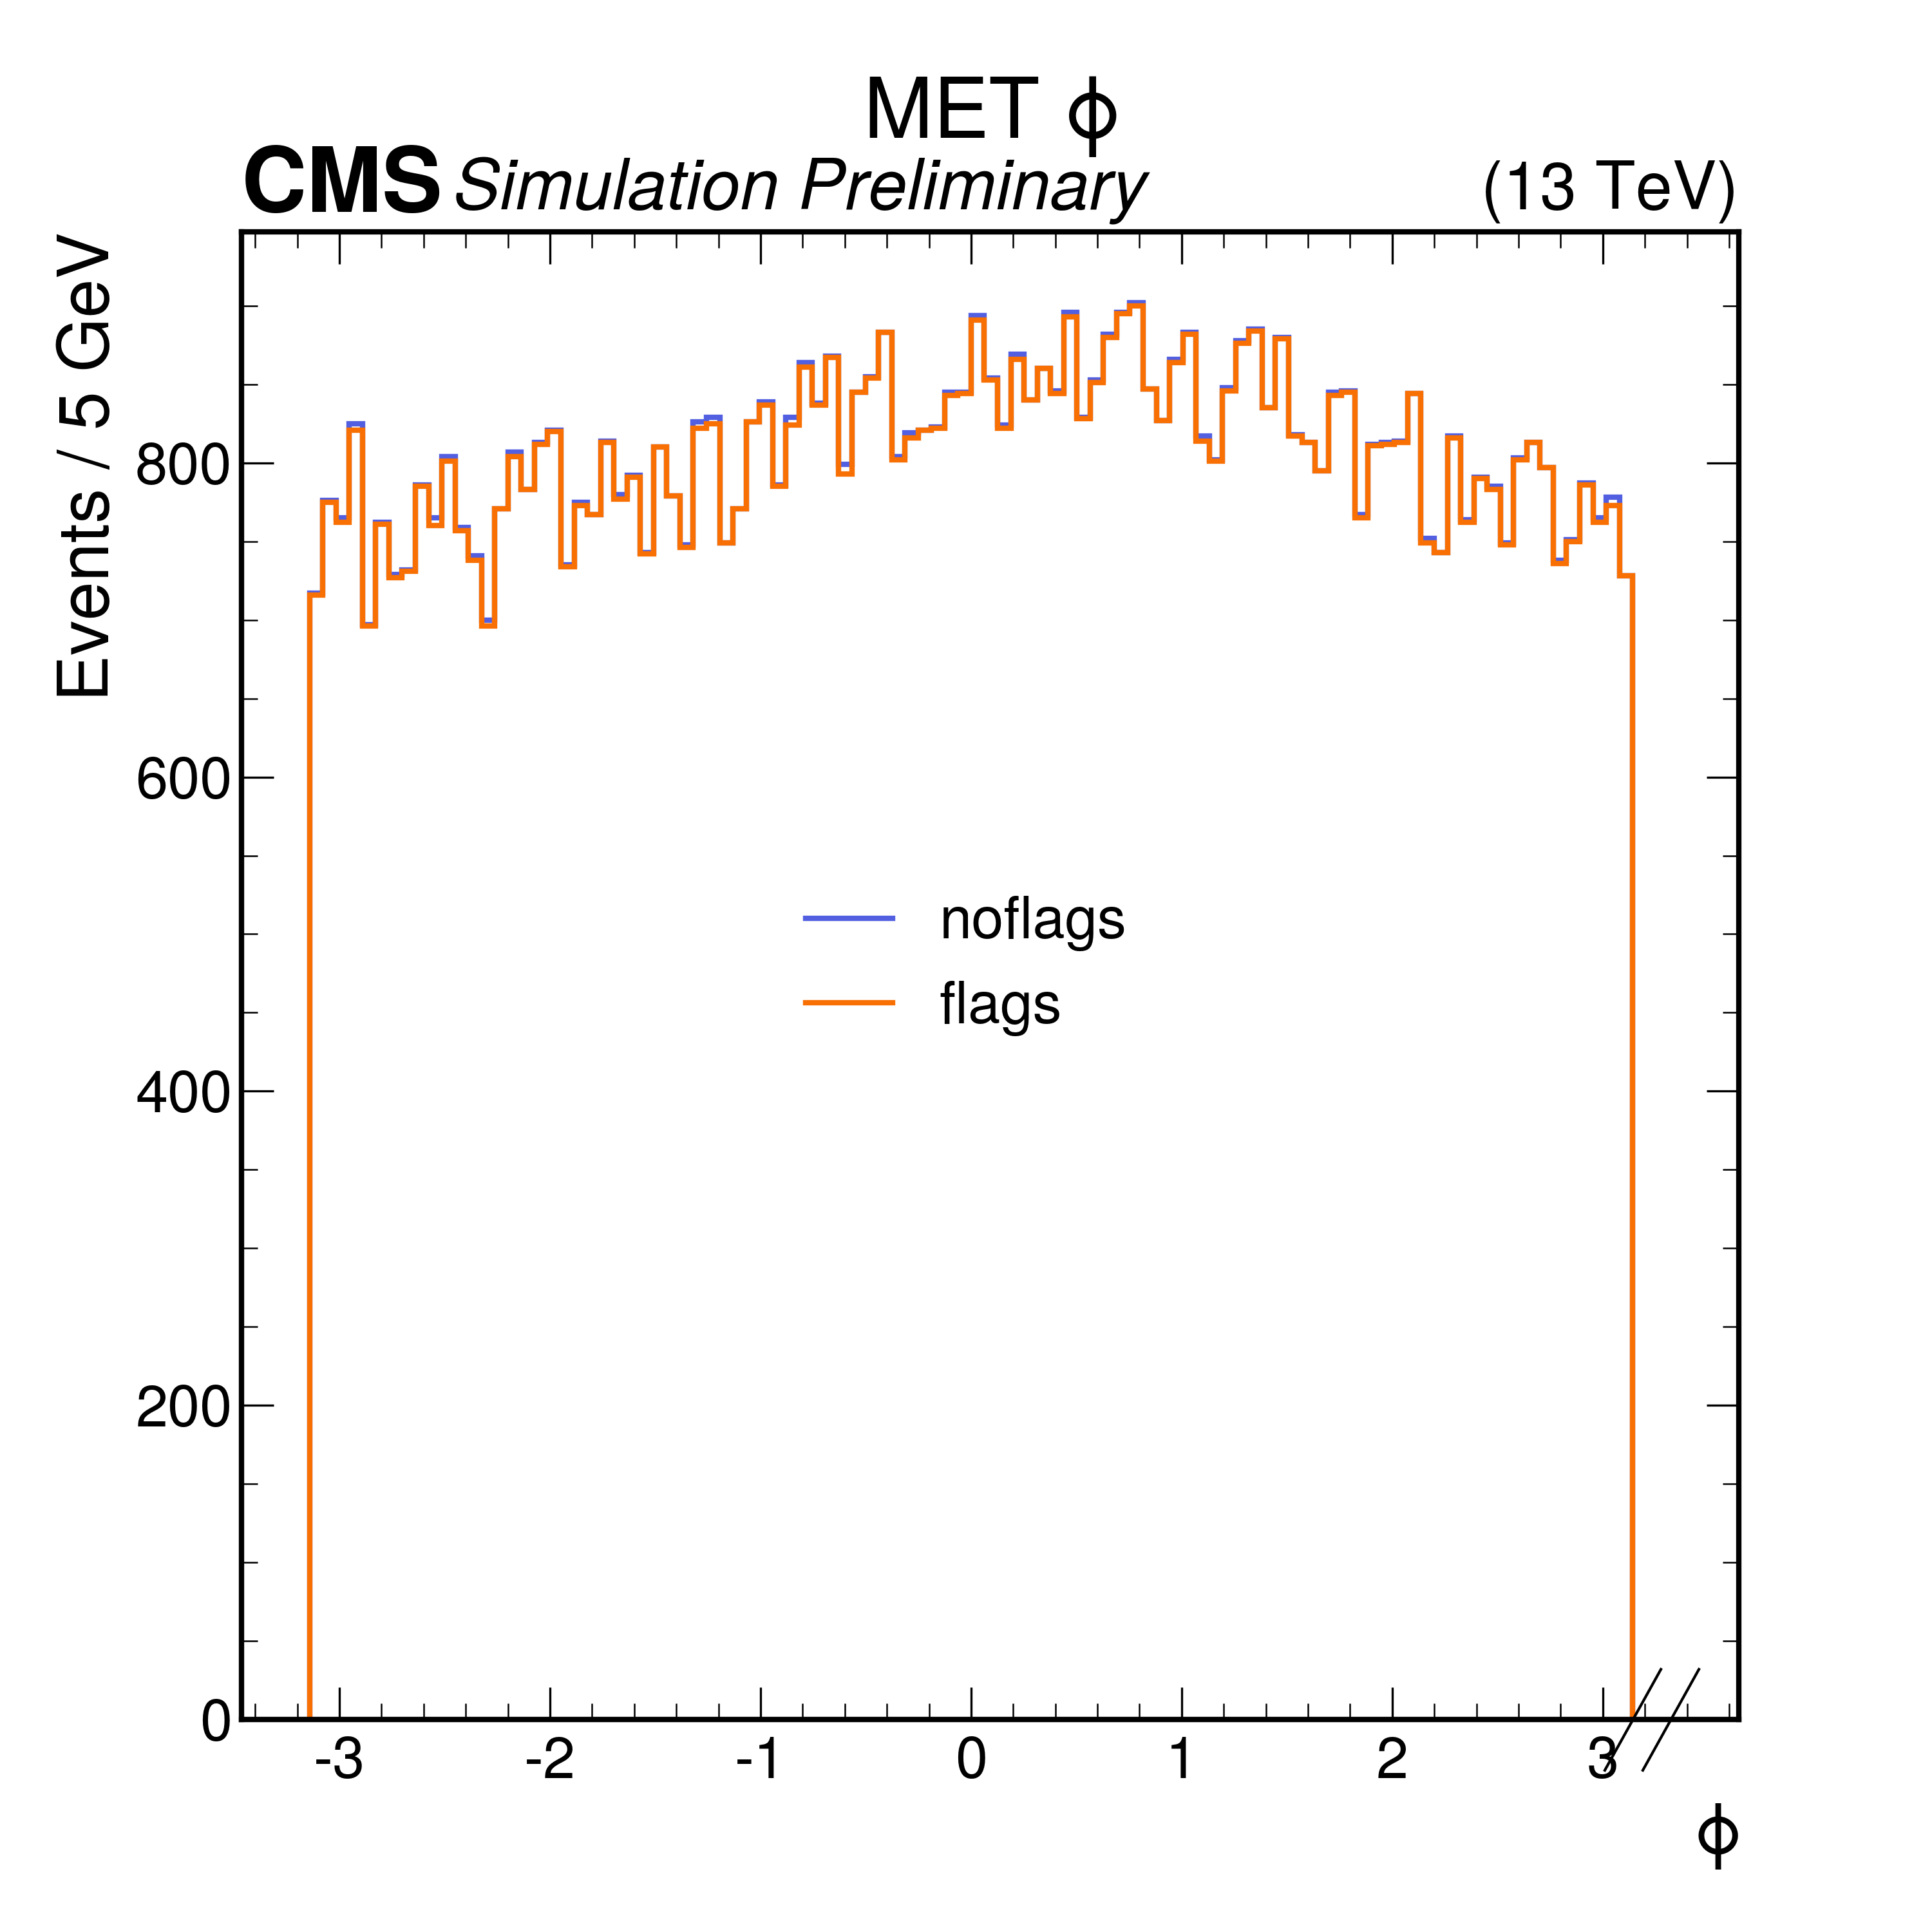 MET ϕ
CMS Simulation Preliminary (13 TeV)
Events / 5 GeV
800
600
400
200
0
noflags
flags
-3 -2 -1 0 1 2 3
ϕ